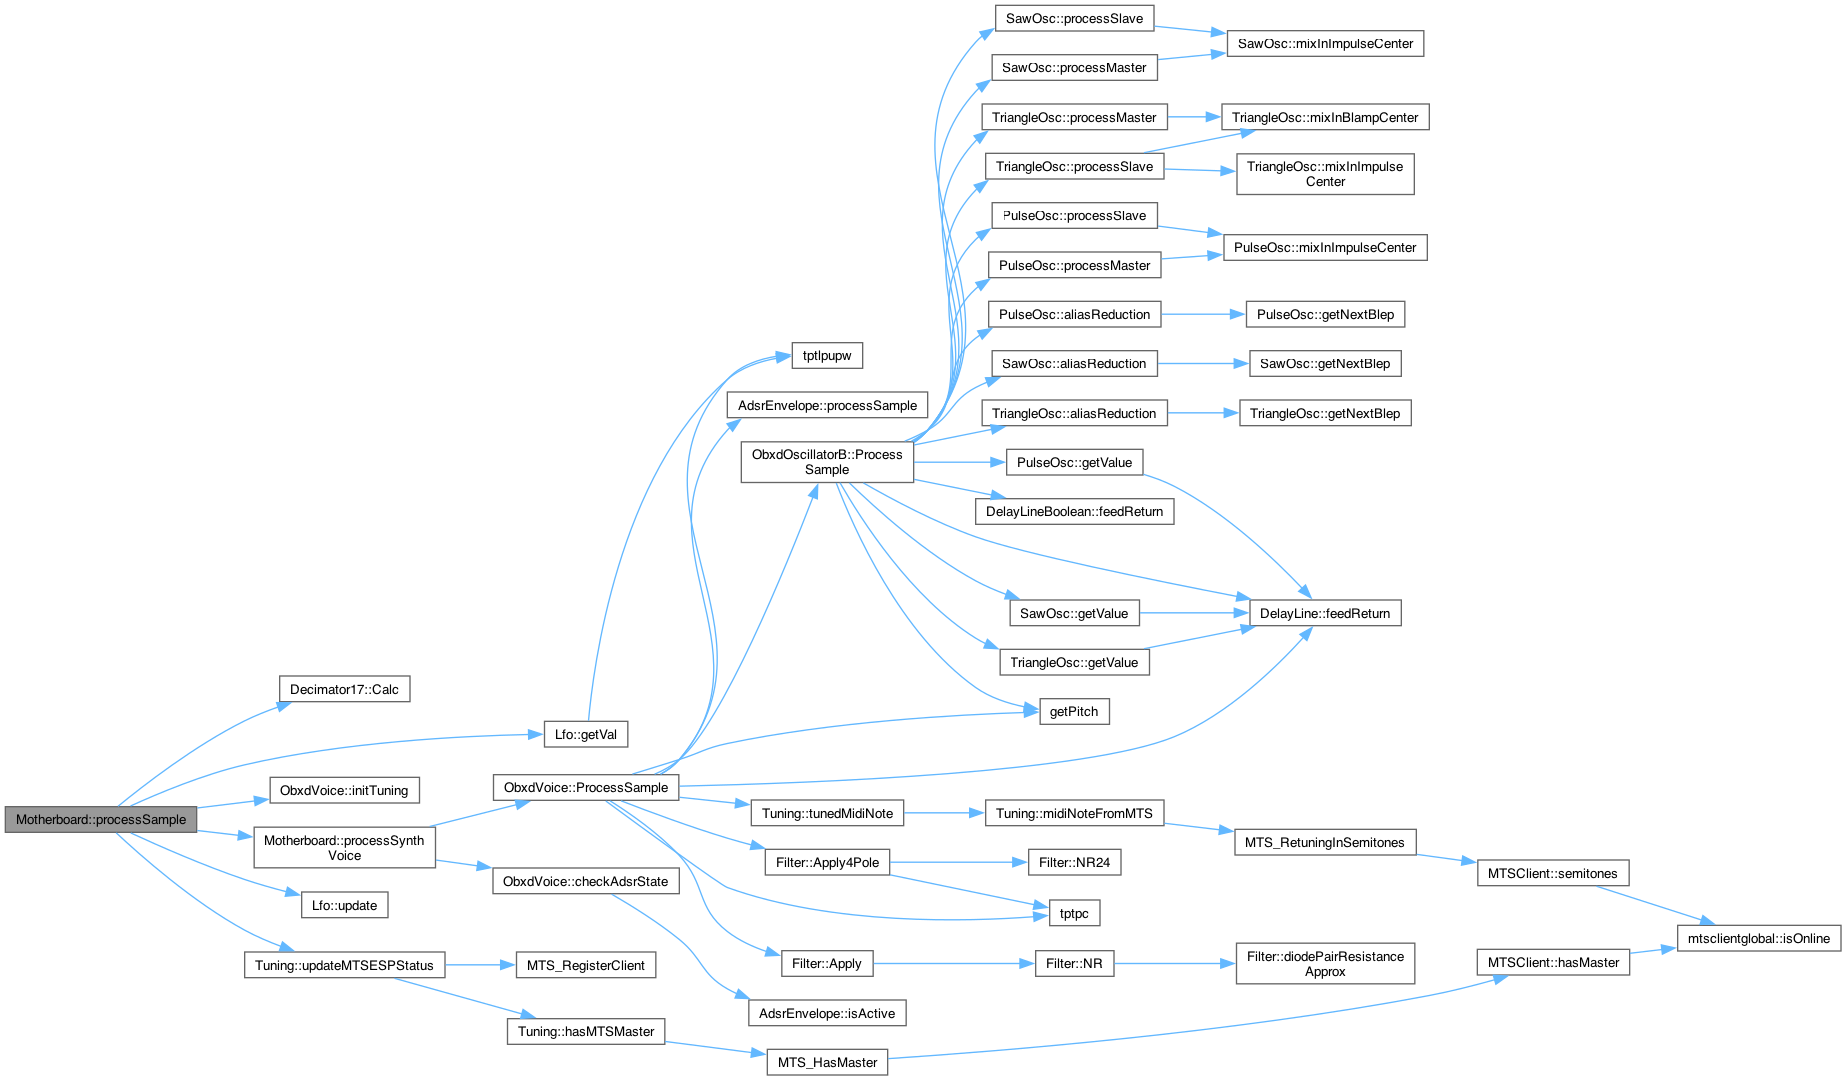 SawOsc::processSlave
SawOsc::mixInImpulseCenter
SawOsc::processMaster
TriangleOsc::processMaster
TriangleOsc::mixInBlampCenter
TriangleOsc::processSlave
TriangleOsc::mixInImpulse
Center
PulseOsc::processSlave
PulseOsc::mixInImpulseCenter
PulseOsc::processMaster
PulseOsc::aliasReduction
PulseOsc::getNextBlep
tptlpupw
SawOsc::aliasReduction
SawOsc::getNextBlep
AdsrEnvelope::processSample
TriangleOsc::aliasReduction
TriangleOsc::getNextBlep
ObxdOscillatorB::Process
Sample
PulseOsc::getValue
DelayLineBoolean::feedReturn
SawOsc::getValue
DelayLine::feedReturn
TriangleOsc::getValue
Decimator17::Calc
getPitch
Lfo::getVal
ObxdVoice::initTuning
ObxdVoice::ProcessSample
Motherboard::processSample
Tuning::tunedMidiNote
Tuning::midiNoteFromMTS
Motherboard::processSynth
Voice
MTS_RetuningInSemitones
Filter::Apply4Pole
Filter::NR24
ObxdVoice::checkAdsrState
MTSClient::semitones
Lfo::update
tptpc
mtsclientglobal::isOnline
Tuning::updateMTSESPStatus
MTS_RegisterClient
Filter::Apply
Filter::NR
Filter::diodePairResistance
Approx
MTSClient::hasMaster
AdsrEnvelope::isActive
Tuning::hasMTSMaster
MTS_HasMaster